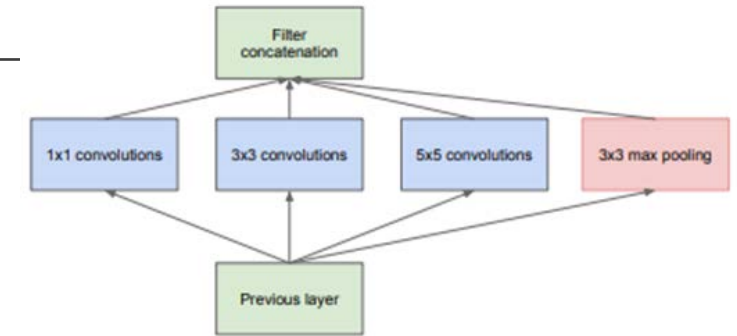 Filter
concatenation
1x1 convolutions
3x3 convolutions
5x5 convolutions
3x3 max pooling
Previous layer